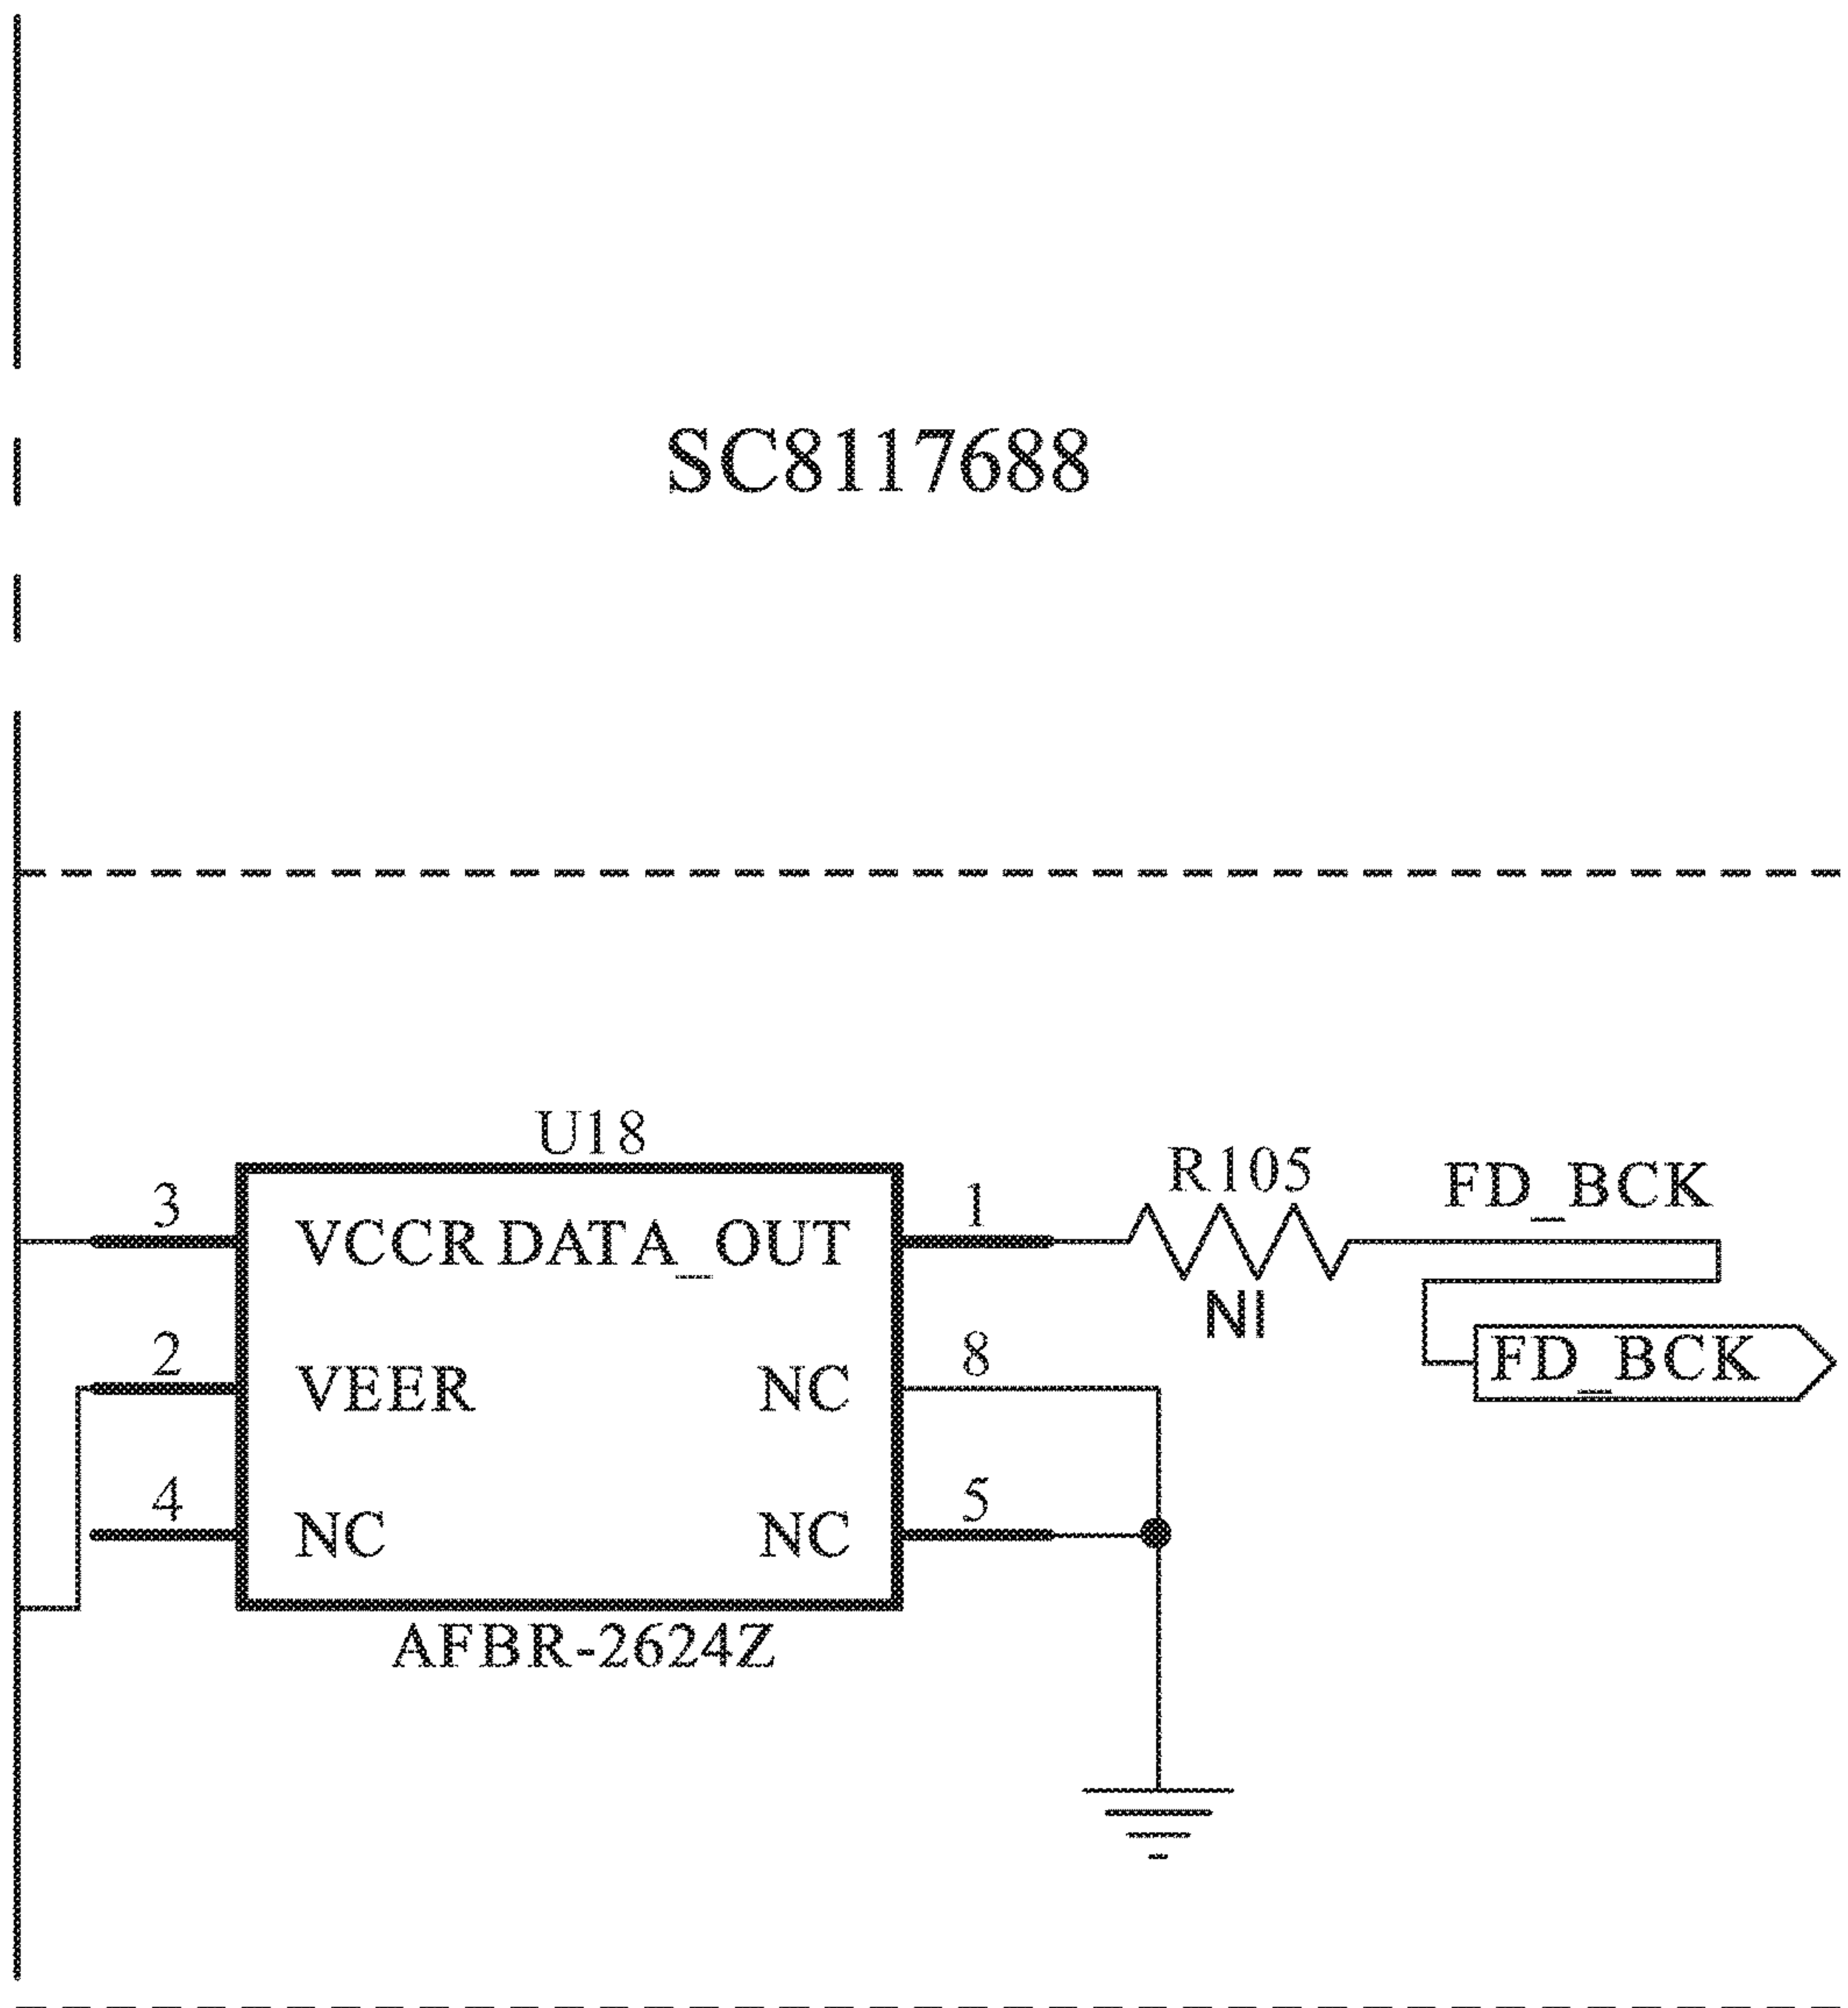 SC8117688
U18
R105
FD_BCK
3
VCCR DATA_OUT
1
NI
2
VEER
NC
8
FD_BCK
4
NC
NC
5
AFBR-2624Z